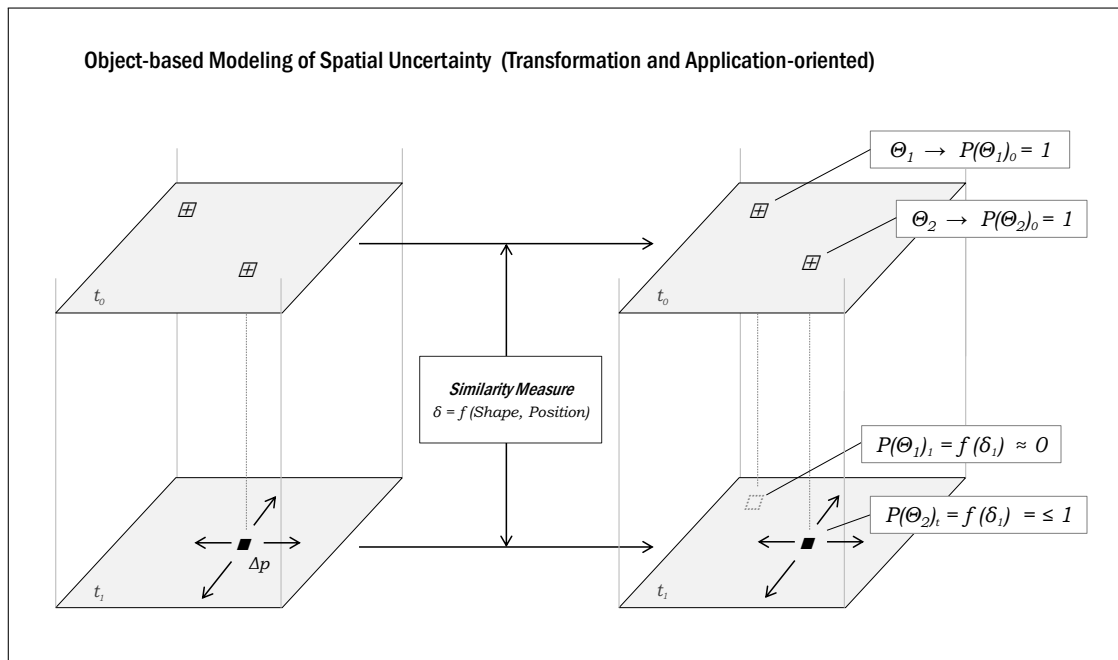 Object-based Modeling of Spatial Uncertainty (Transformation and Application-oriented)
Θ₁ → P(Θ₁)₀ = 1
Θ₂ → P(Θ₂)₀ = 1
t₀
t₀
Similarity Measure
δ = f (Shape, Position)
P(Θ₁)₁ = f (δ₁) ≈ 0
P(Θ₂)ₜ = f (δ₁) = ≤ 1
Δp
t₁
t₁